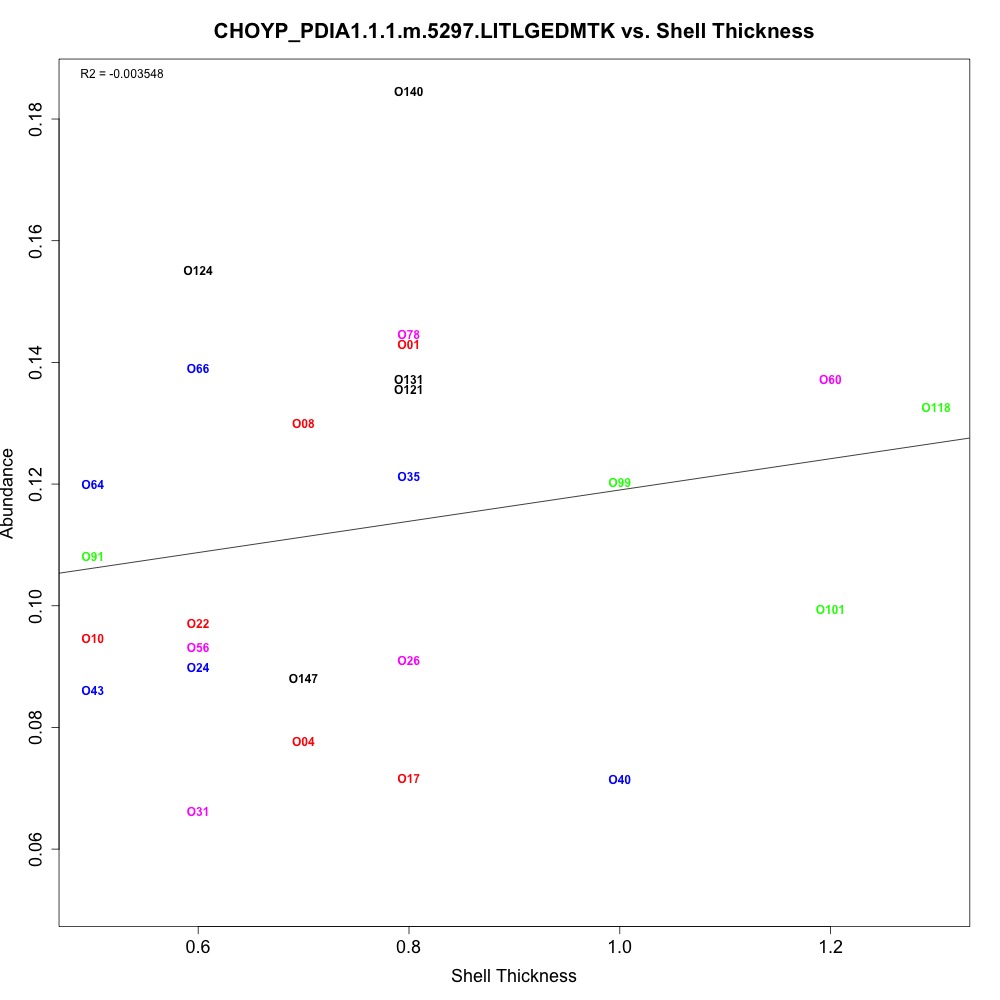 CHOYP_PDIA1.1.1.m.5297.LITLGEDMTK vs. Shell Thickness
R2 = -0.003548
O140
0.18
0.16
O124
O78
O01
0.14
O66
O131
O121
O60
O118
O08
Abundance
0.12
O64
O35
O99
O91
0.10
O101
O22
O10
O56
O26
O24
O147
O43
0.08
O04
O17
O40
O31
0.06
0.6 0.8 1.0 1.2
Shell Thickness